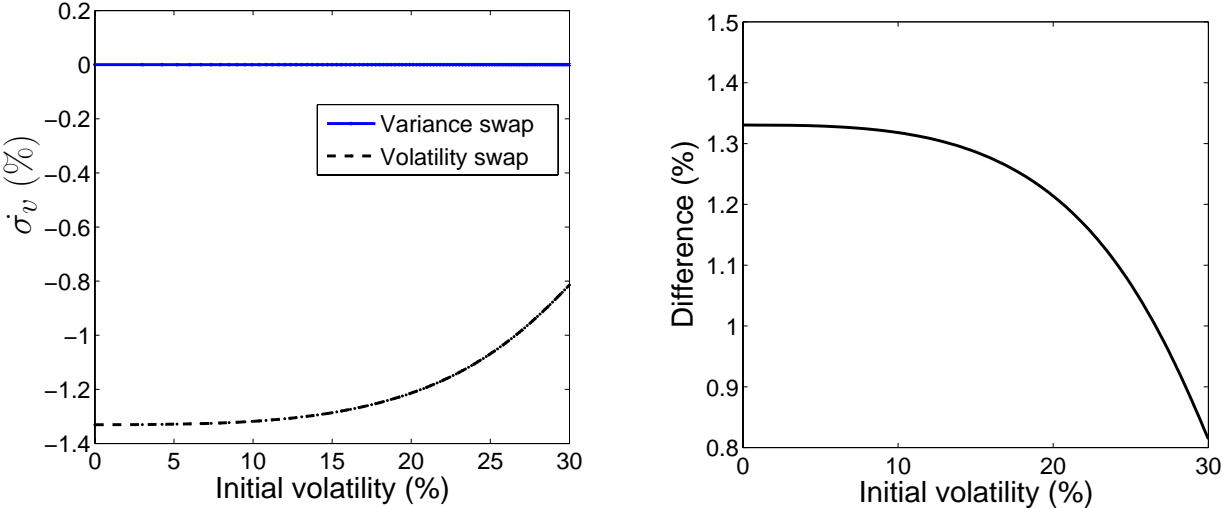 0.2
0
−0.2
−0.4
−0.6
−0.8
−1
−1.2
−1.4
σ̇_v (%)
Variance swap
Volatility swap
0 5 10 15 20 25 30
Initial volatility (%)
1.5
1.4
1.3
1.2
1.1
1
0.9
0.8
Difference (%)
0 10 20 30
Initial volatility (%)